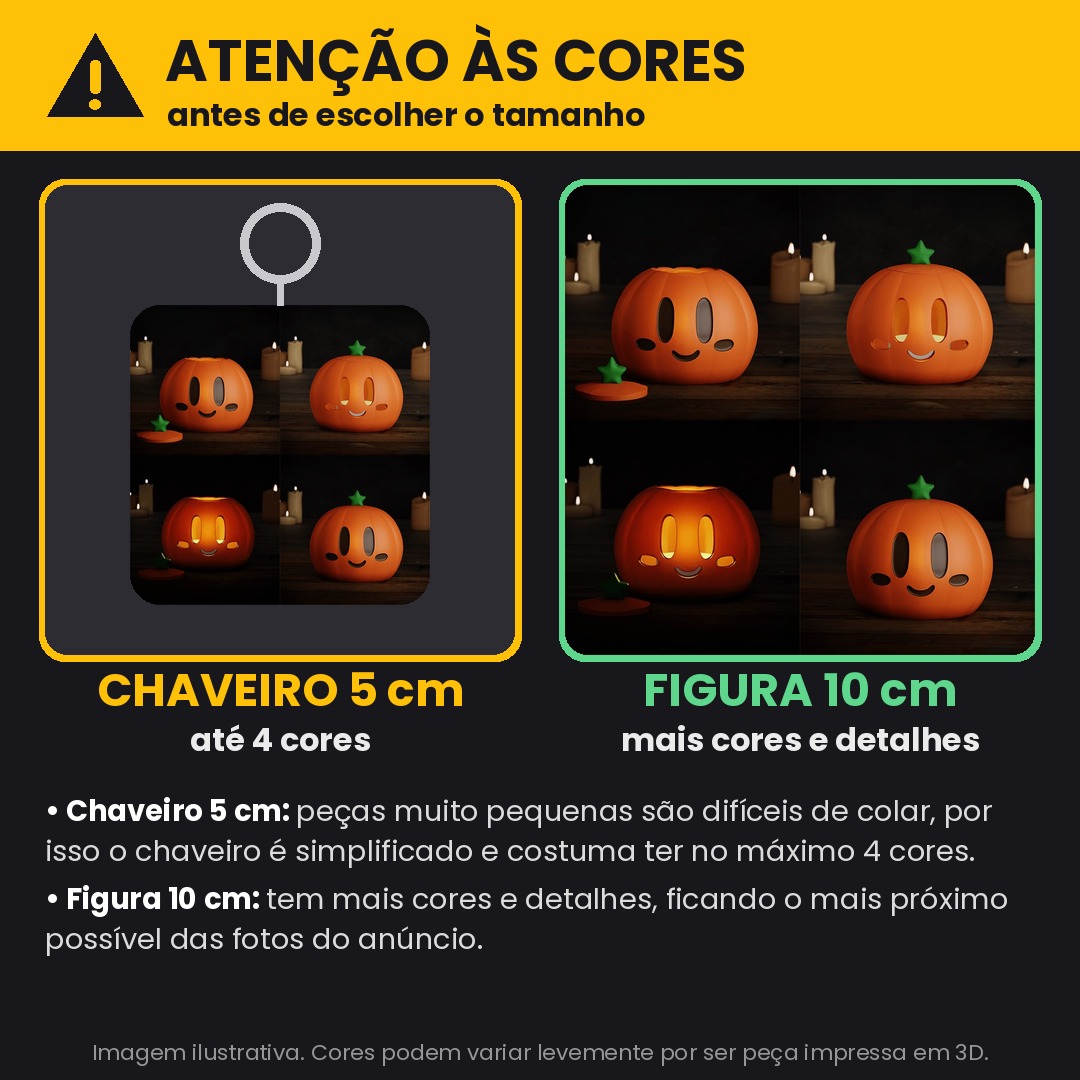 ATENÇÃO ÀS CORES
antes de escolher o tamanho
CHAVEIRO 5 cm
até 4 cores
FIGURA 10 cm
mais cores e detalhes
• Chaveiro 5 cm: peças muito pequenas são difíceis de colar, por
isso o chaveiro é simplificado e costuma ter no máximo 4 cores.
• Figura 10 cm: tem mais cores e detalhes, ficando o mais próximo
possível das fotos do anúncio.
Imagem ilustrativa. Cores podem variar levemente por ser peça impressa em 3D.